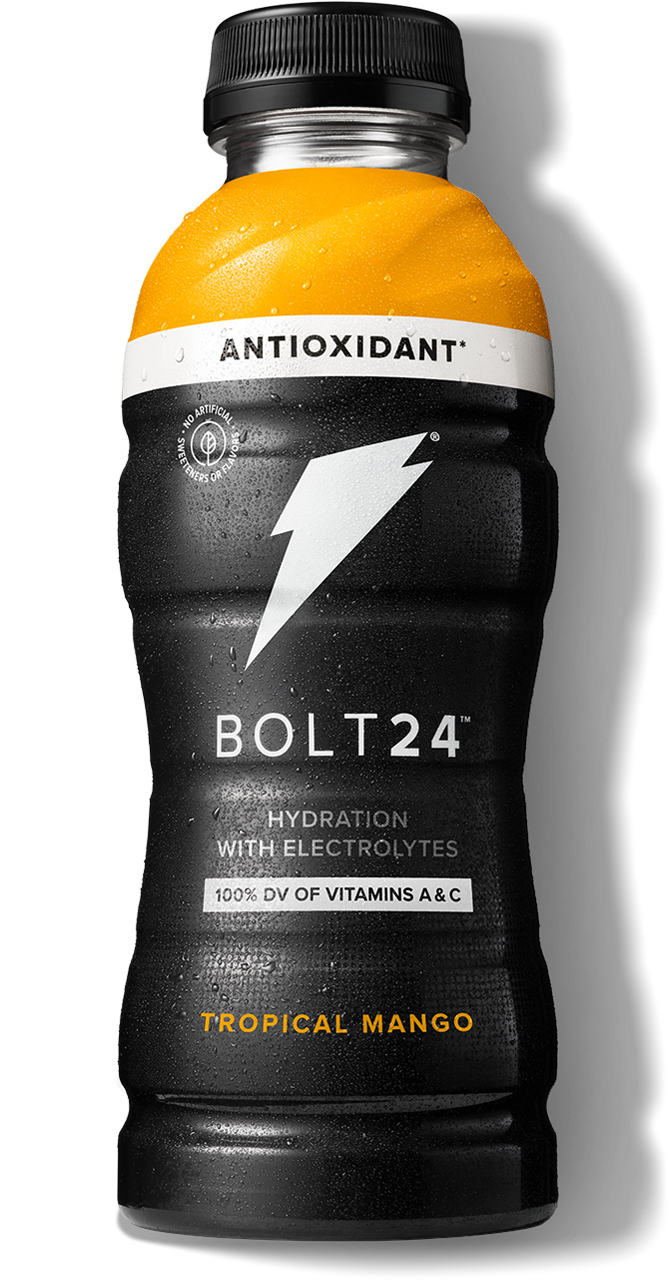 ANTIOXIDANT*
• NO ARTIFICIAL •
SWEETENERS OR FLAVORS
®
BOLT24™
HYDRATION
WITH ELECTROLYTES
100% DV OF VITAMINS A & C
TROPICAL MANGO